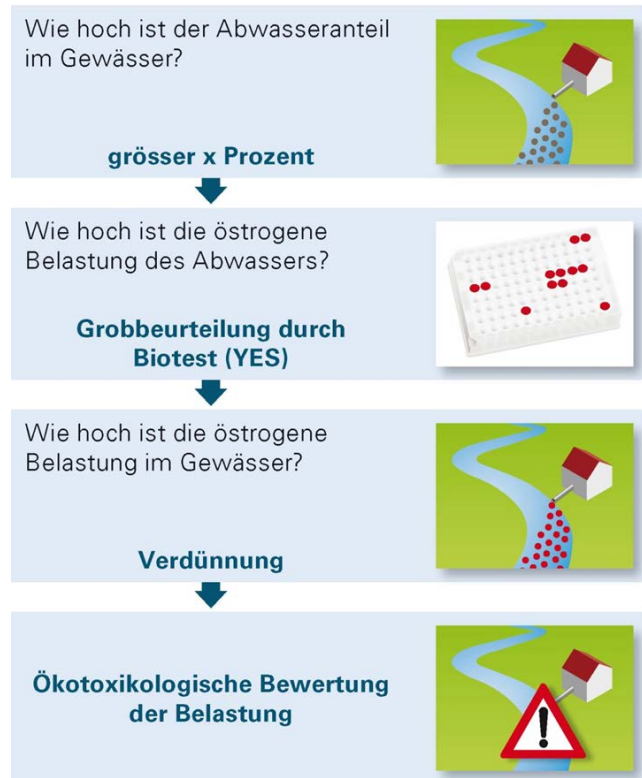 Wie hoch ist der Abwasseranteil
im Gewässer?
grösser x Prozent
Wie hoch ist die östrogene
Belastung des Abwassers?
Grobbeurteilung durch
Biotest (YES)
Wie hoch ist die östrogene
Belastung im Gewässer?
Verdünnung
Ökotoxikologische Bewertung
der Belastung